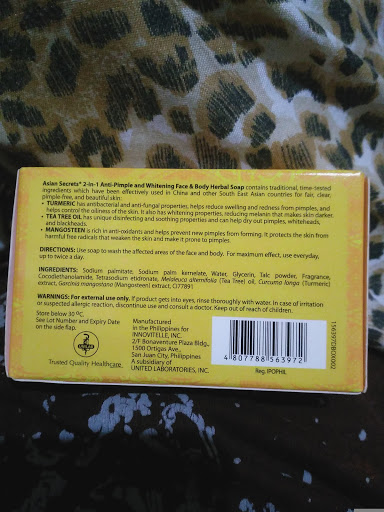 Asian Secrets® 2-in-1 Anti-Pimple and Whitening Face & Body Herbal Soap contains traditional, time-tested
ingredients which have been effectively used in China and other South East Asian countries for fair, clear,
pimple-free, and beautiful skin:
• TURMERIC has antibacterial and anti-fungal properties, helps reduce swelling and redness from pimples, and
helps control the oiliness of the skin. It also has whitening properties, reducing melanin that makes skin darker.
• TEA TREE OIL has unique disinfecting and soothing properties and can help dry out pimples, whiteheads,
and blackheads.
• MANGOSTEEN is rich in anti-oxidants and helps prevent new pimples from forming. It protects the skin from
harmful free radicals that weaken the skin and make it prone to pimples.
DIRECTIONS: Use soap to wash the affected areas of the face and body. For maximum effect, use everyday,
up to twice a day.
INGREDIENTS: Sodium palmitate, Sodium palm kernelate, Water, Glycerin, Talc powder, Fragrance,
Cocodiethanolamide, Tetrasodium etidronate, Melaleuca alternifolia (Tea Tree) oil, Curcuma longa (Turmeric)
extract, Garcinia mangostana (Mangosteen) extract, CI77891
WARNINGS: For external use only. If product gets into eyes, rinse thoroughly with water. In case of irritation
or suspected allergic reaction, discontinue use and consult a doctor. Keep out of reach of children.
Store below 30 ºC.
See Lot Number and Expiry Date
on the side flap.
UNILAB
Trusted Quality Healthcare
Manufactured
in the Philippines for
INNOVITELLE, INC.
2/F Bonaventure Plaza Bldg.,
1500 Ortigas Ave.,
San Juan City, Philippines
A subsidiary of
UNITED LABORATORIES, INC.
4 807788 563972
Reg. IPOPHIL